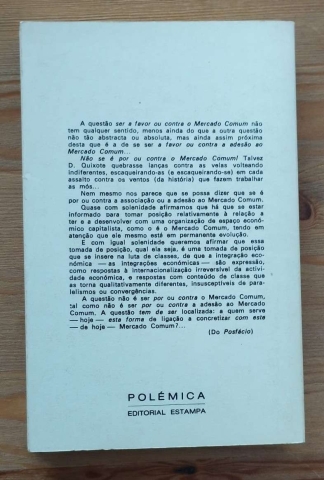 A questão ser a favor ou contra o Mercado Comum não
tem qualquer sentido, menos ainda do que a outra questão
não tão abstracta ou absoluta, mas ainda assim próxima
desta que é a de se ser a favor ou contra a adesão ao
Mercado Comum...
Não se é por ou contra o Mercado Comum! Talvez
D. Quixote quebrasse lanças contra as velas volteando
indiferentes, escaqueirando-as (e escaqueirando-se) em cada
assalto contra os ventos (da história) que fazem trabalhar
as mós...
Nem mesmo nos parece que se possa dizer que se é
por ou contra a associação ou a adesão ao Mercado Comum.
Quase com solenidade afirmamos que há que se estar
informado para tomar posição relativamente à relação a
ter e a desenvolver com uma organização de espaço econó-
mico capitalista, como o é o Mercado Comum, tendo em
atenção que ele mesmo está em permanente evolução.
E com igual solenidade queremos afirmar que essa
tomada de posição, qual ela seja, é uma tomada de posição
que se insere na luta de classes, de que a integração eco-
nómica — as integrações económicas — são expressão,
como respostas à internacionalização irreversível da activi-
dade económica, e respostas com conteúdo de classe que
as torna qualitativamente diferentes, insusceptíveis de para-
lelismos ou convergências.
A questão não é ser por ou contra o Mercado Comum,
tal como não é ser por ou contra a adesão ao Mercado
Comum. A questão tem de ser localizada: a quem serve
— hoje — esta forma de ligação a concretizar com este
— de hoje — Mercado Comum?...
(Do Posfácio)
POLÉMICA
EDITORIAL ESTAMPA